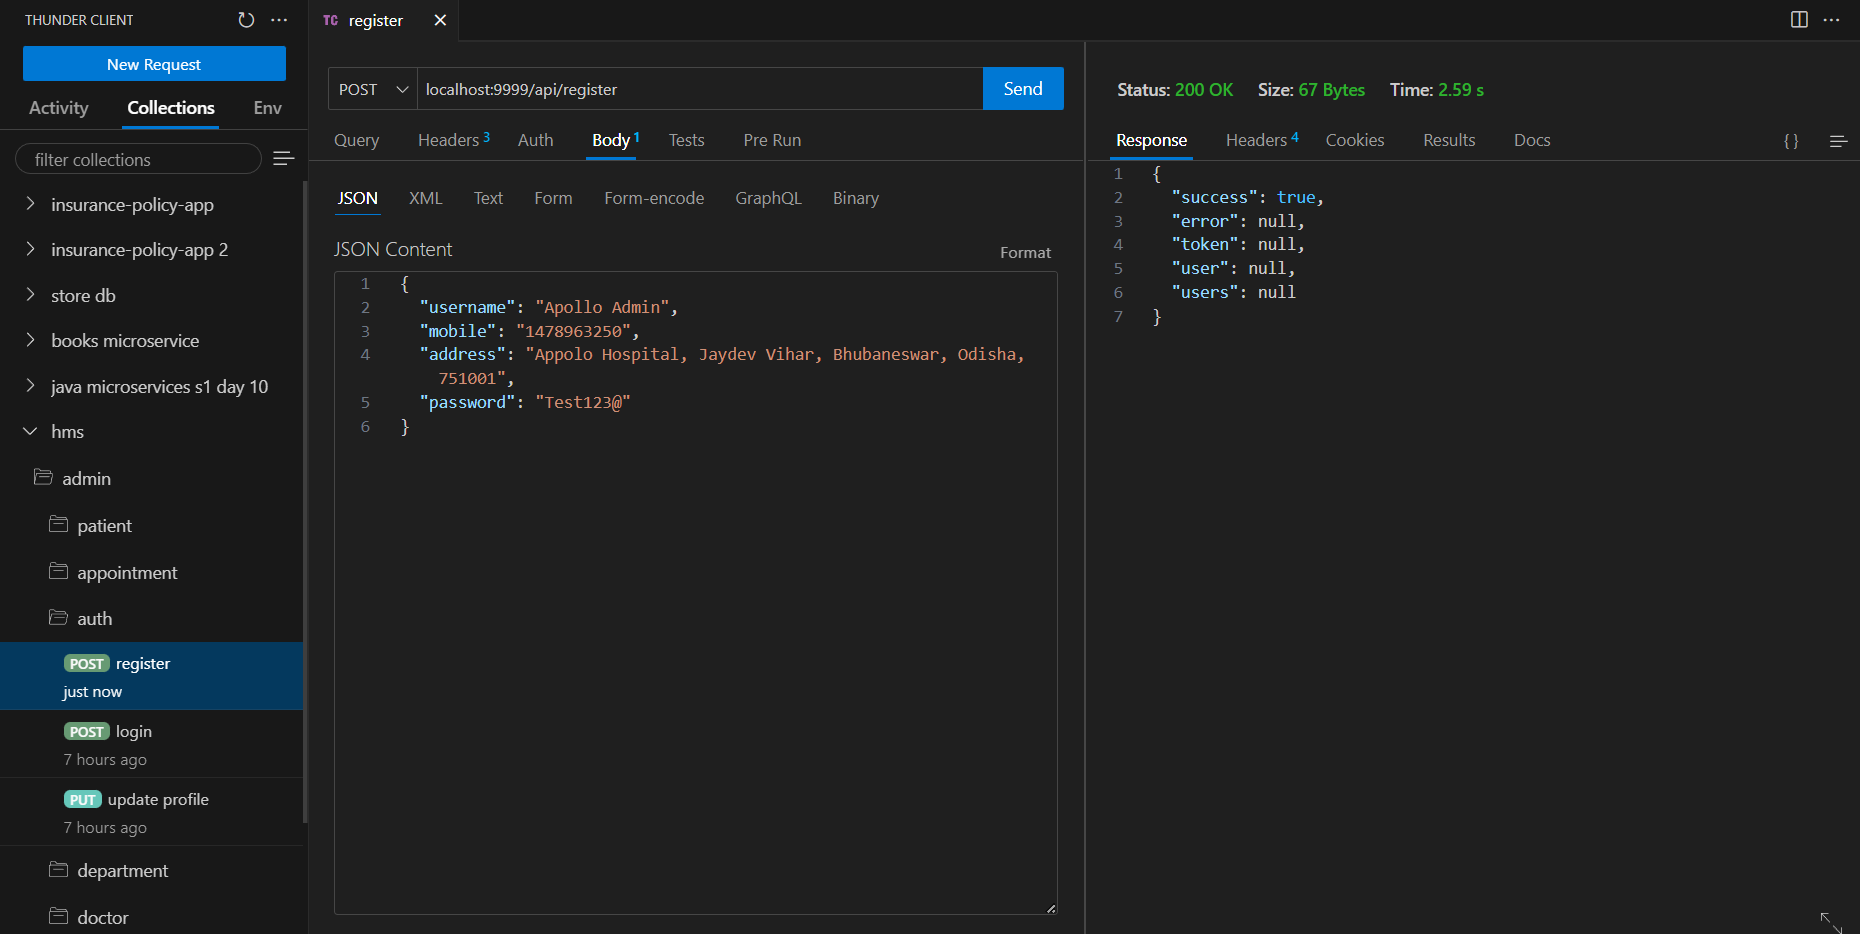 THUNDER CLIENT
New Request
Activity Collections Env
filter collections
insurance-policy-app
insurance-policy-app 2
store db
books microservice
java microservices s1 day 10
hms
admin
patient
appointment
auth
POST register
just now
POST login
7 hours ago
PUT update profile
7 hours ago
department
doctor
TC register
POST localhost:9999/api/register Send
Query Headers 3 Auth Body 1 Tests Pre Run
JSON XML Text Form Form-encode GraphQL Binary
JSON Content Format
1 {
2 "username": "Apollo Admin",
3 "mobile": "1478963250",
4 "address": "Appolo Hospital, Jaydev Vihar, Bhubaneswar, Odisha,
751001",
5 "password": "Test123@"
6 }
Status: 200 OK Size: 67 Bytes Time: 2.59 s
Response Headers 4 Cookies Results Docs {}
1 {
2 "success": true,
3 "error": null,
4 "token": null,
5 "user": null,
6 "users": null
7 }